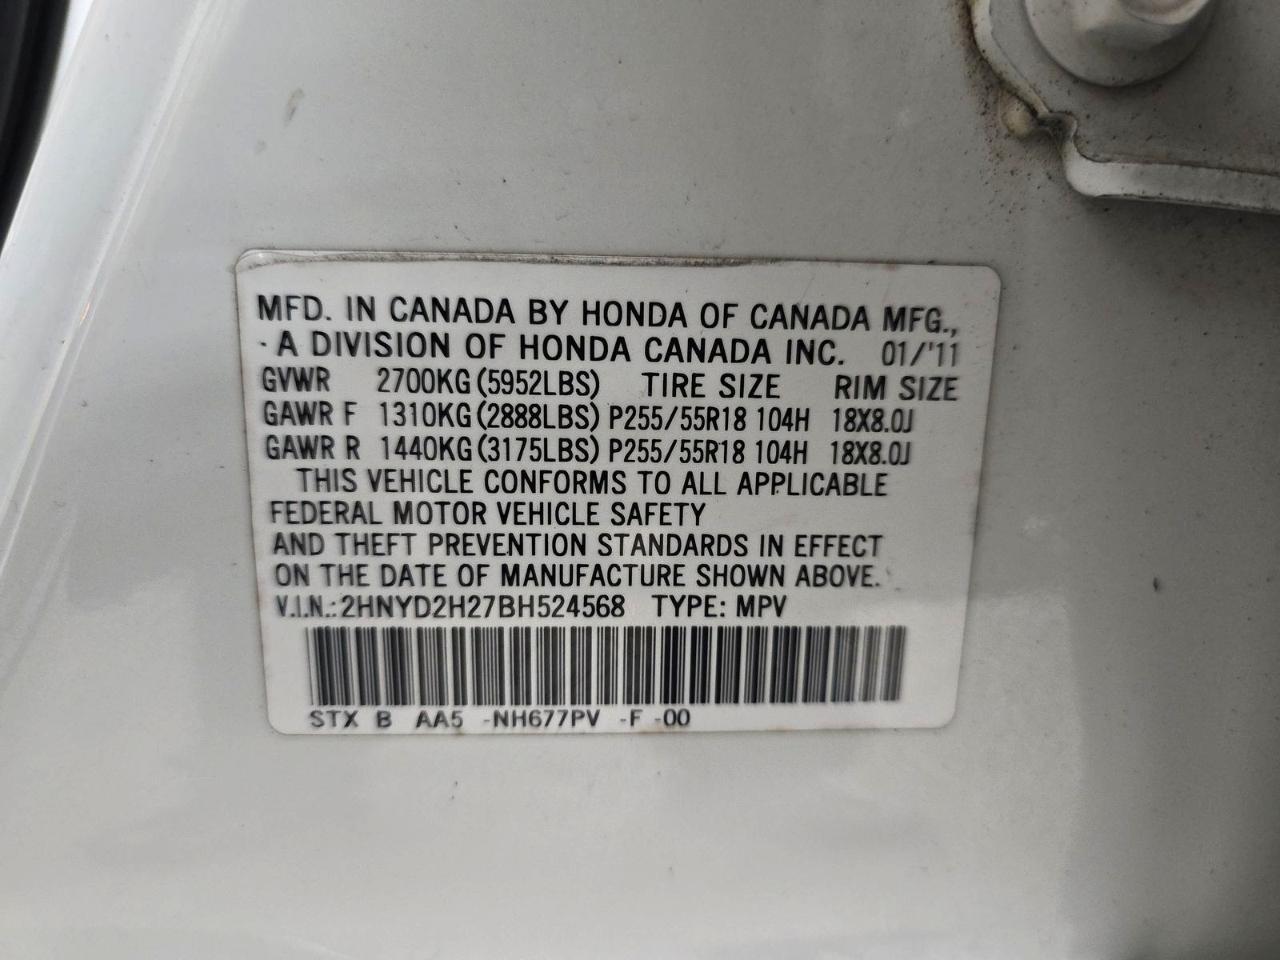 MFD. IN CANADA BY HONDA OF CANADA MFG.,
A DIVISION OF HONDA CANADA INC. 01/'11
GVWR 2700KG(5952LBS) TIRE SIZE RIM SIZE
GAWR F 1310KG(2888LBS) P255/55R18 104H 18X8.0J
GAWR R 1440KG(3175LBS) P255/55R18 104H 18X8.0J
THIS VEHICLE CONFORMS TO ALL APPLICABLE
FEDERAL MOTOR VEHICLE SAFETY
AND THEFT PREVENTION STANDARDS IN EFFECT
ON THE DATE OF MANUFACTURE SHOWN ABOVE.
V.I.N.:2HNYD2H27BH524568 TYPE: MPV
STX B AA5 -NH677PV -F -00